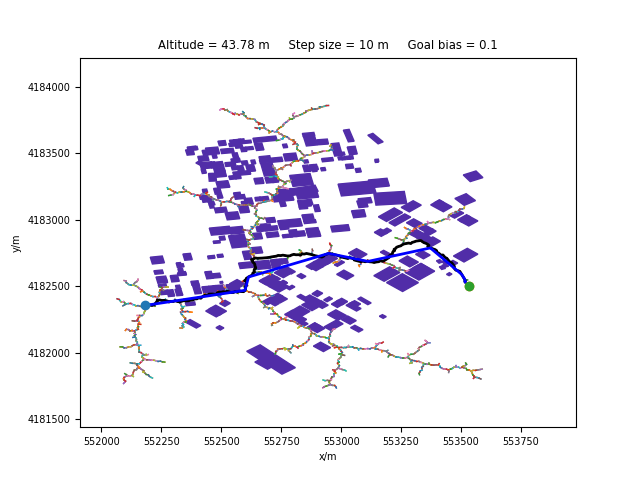 Altitude = 43.78 m     Step size = 10 m     Goal bias = 0.1
4184000
4183500
4183000
4182500
4182000
4181500
y/m
552000 552250 552500 552750 553000 553250 553500 553750
x/m